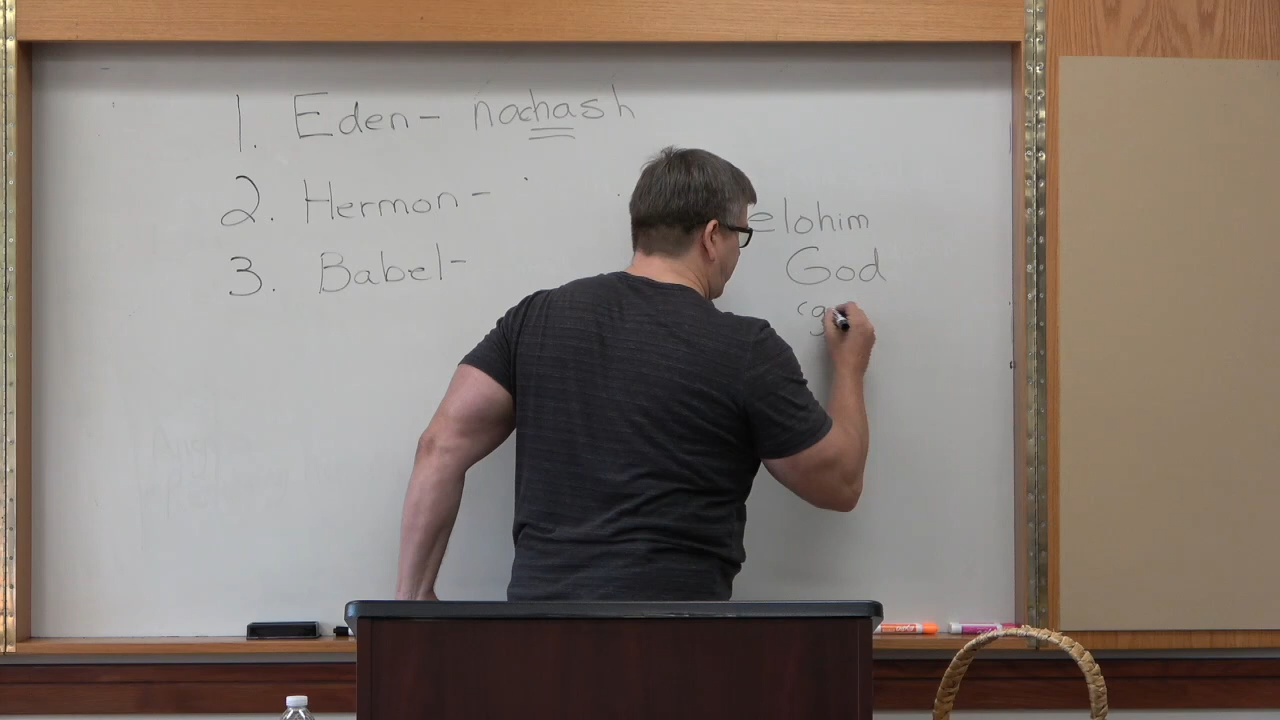 1. Eden- nachash
2. Hermon-
3. Babel-
elohim
God
"g